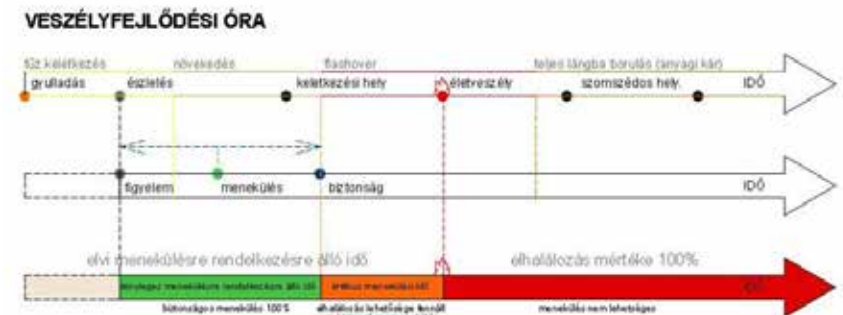 VESZÉLYFEJLŐDÉSI ÓRA
tűz keletkezés növekedés flashover teljes lángba borulás (anyagi kár)
gyulladás észlelés keletkezési hely életveszély szomszédos hely. IDŐ
figyelem menekülés biztonság IDŐ
elvi menekülésre rendelkezésre álló idő elhalálozás mértéke 100%
tényleges menekülésre rendelkezésre álló idő kritikus menekülési idő IDŐ
biztonságos menekülés 100% elhalálozás lehetősége fennáll menekülés nem lehetséges